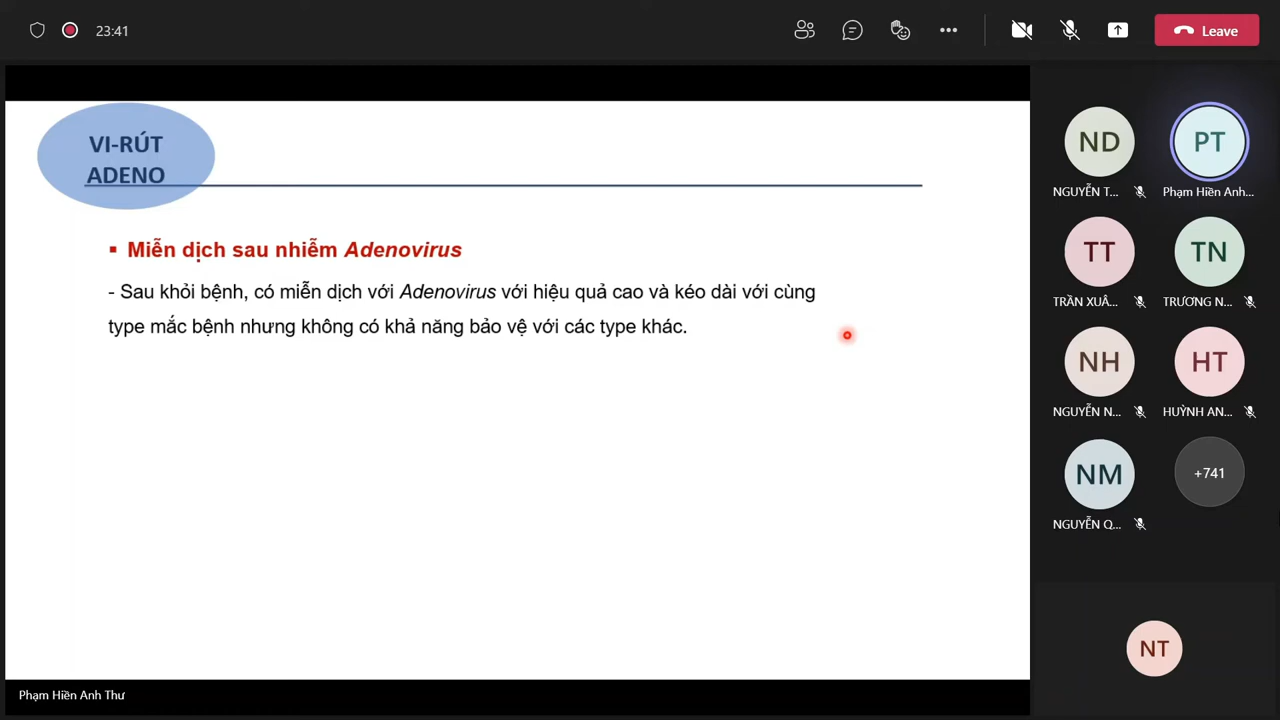 23:41
Leave
VI-RÚT
ADENO
▪ Miễn dịch sau nhiễm Adenovirus
- Sau khỏi bệnh, có miễn dịch với Adenovirus với hiệu quả cao và kéo dài với cùng
type mắc bệnh nhưng không có khả năng bảo vệ với các type khác.
Phạm Hiền Anh Thư
ND
PT
NGUYỄN T...
Phạm Hiền Anh...
TT
TN
TRẦN XUÂ...
TRƯƠNG N...
NH
HT
NGUYỄN N...
HUỲNH AN...
NM
+741
NGUYỄN Q...
NT